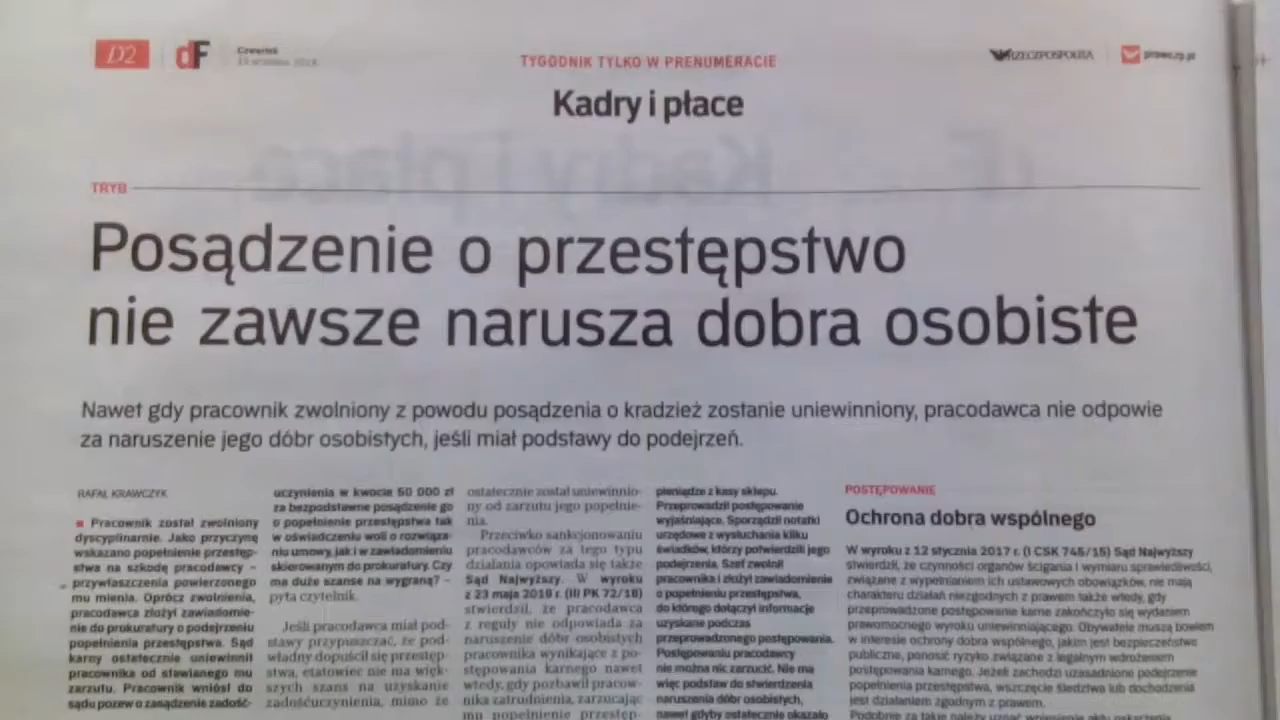 D2
dF
Czwartek
TYGODNIK TYLKO W PRENUMERACIE
RZECZPOSPOLITA
prawo.rp.pl
Kadry i płace
TRYB
Posądzenie o przestępstwo
nie zawsze narusza dobra osobiste
Nawet gdy pracownik zwolniony z powodu posądzenia o kradzież zostanie uniewinniony, pracodawca nie odpowie
za naruszenie jego dóbr osobistych, jeśli miał podstawy do podejrzeń.
RAFAŁ KRAWCZYK
Pracownik został zwolniony
dyscyplinarnie. Jako przyczynę
wskazano popełnienie przestęp-
stwa na szkodę pracodawcy –
przywłaszczenia powierzonego
mu mienia. Oprócz zwolnienia,
pracodawca złożył zawiadomie-
nie do prokuratury o podejrzeniu
popełnienia przestępstwa. Sąd
karny ostatecznie uniewinnił
pracownika od stawianego mu
zarzutu. Pracownik wniósł do
sądu pozew o zasądzenie zadość-
uczynienia w kwocie 50 000 zł
za bezpodstawne posądzenie go
o popełnienie przestępstwa tak
w oświadczeniu woli o rozwiąza-
niu umowy, jak i w zawiadomieniu
skierowanym do prokuratury. Czy
ma duże szanse na wygraną? –
pyta czytelnik.
Jeśli pracodawca miał pod-
stawy przypuszczać, że pod-
władny dopuścił się przestęp-
stwa, etatowiec nie ma więk-
szych szans na uzyskanie
zadośćuczynienia, mimo że
ostatecznie został uniewinnio-
ny od zarzutu jego popełnie-
nia.
Przeciwko sankcjonowaniu
pracodawców za tego typu
działania opowiada się także
Sąd Najwyższy. W wyroku
z 23 maja 2019 r. (III PK 72/18)
stwierdził, że pracodawca
z reguły nie odpowiada za
naruszenie dóbr osobistych
pracownika wynikające z po-
stępowania karnego nawet
wtedy, gdy pozbawił pracow-
nika zatrudnienia, zarzucając
mu popełnienie przestęp-
pieniądze z kasy sklepu.
Przeprowadził postępowanie
wyjaśniające. Sporządził notatki
urzędowe z wysłuchania kilku
świadków, którzy potwierdzili jego
podejrzenia. Szef zwolnił
pracownika i złożył zawiadomienie
o popełnieniu przestępstwa,
do którego dołączył informacje
uzyskane podczas
przeprowadzonego postępowania.
Postępowaniu pracodawcy
nie można nic zarzucić. Nie ma
więc podstaw do stwierdzenia
naruszenia dóbr osobistych,
nawet gdyby ostatecznie okazało
POSTĘPOWANIE
Ochrona dobra wspólnego
W wyroku z 12 stycznia 2017 r. (I CSK 745/15) Sąd Najwyższy
stwierdził, że czynności organów ścigania i wymiaru sprawiedliwości,
związane z wypełnianiem ich ustawowych obowiązków, nie mają
charakteru działań niezgodnych z prawem także wtedy, gdy
przeprowadzone postępowanie karne zakończyło się wydaniem
prawomocnego wyroku uniewinniającego. Obywatele muszą bowiem
w interesie ochrony dobra wspólnego, jakim jest bezpieczeństwo
publiczne, ponosić ryzyko związane z legalnym wdrożeniem
postępowania karnego. Jeżeli zachodzi uzasadnione podejrzenie
popełnienia przestępstwa, wszczęcie śledztwa lub dochodzenia
jest działaniem zgodnym z prawem.
Podobnie za takie należy uznać wniesienie aktu oskarżenia